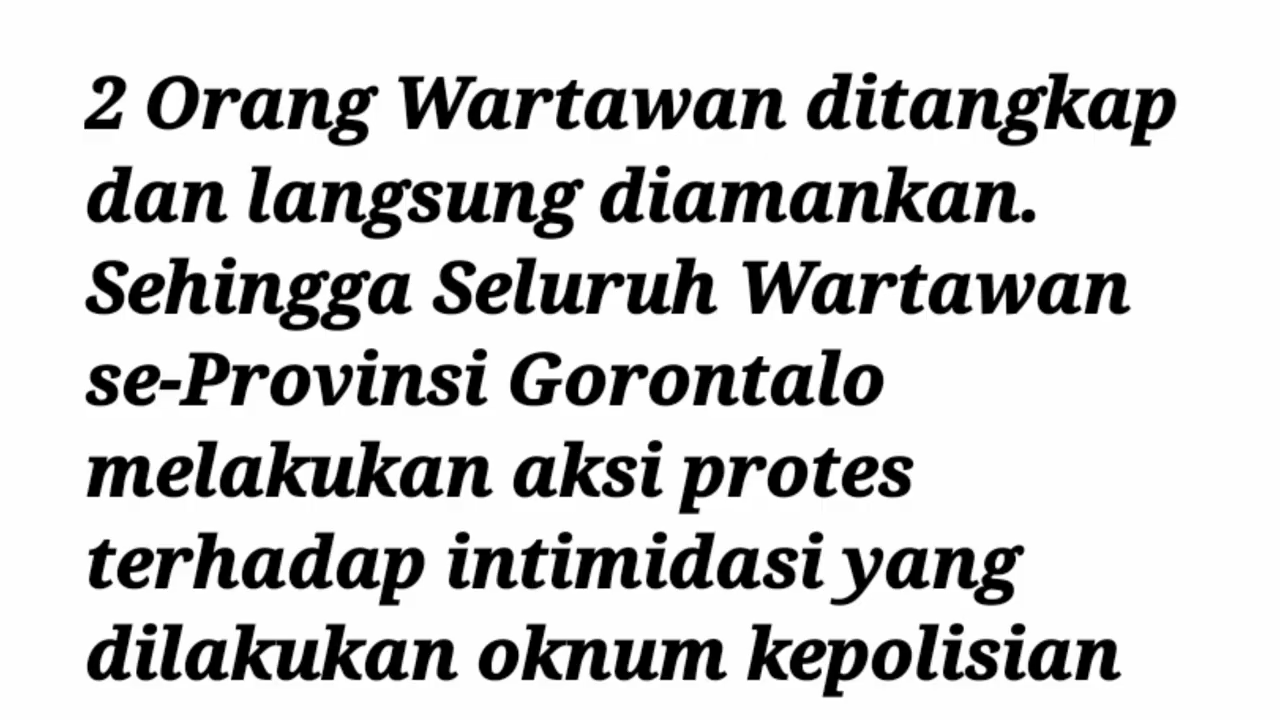 2 Orang Wartawan ditangkap
dan langsung diamankan.
Sehingga Seluruh Wartawan
se-Provinsi Gorontalo
melakukan aksi protes
terhadap intimidasi yang
dilakukan oknum kepolisian